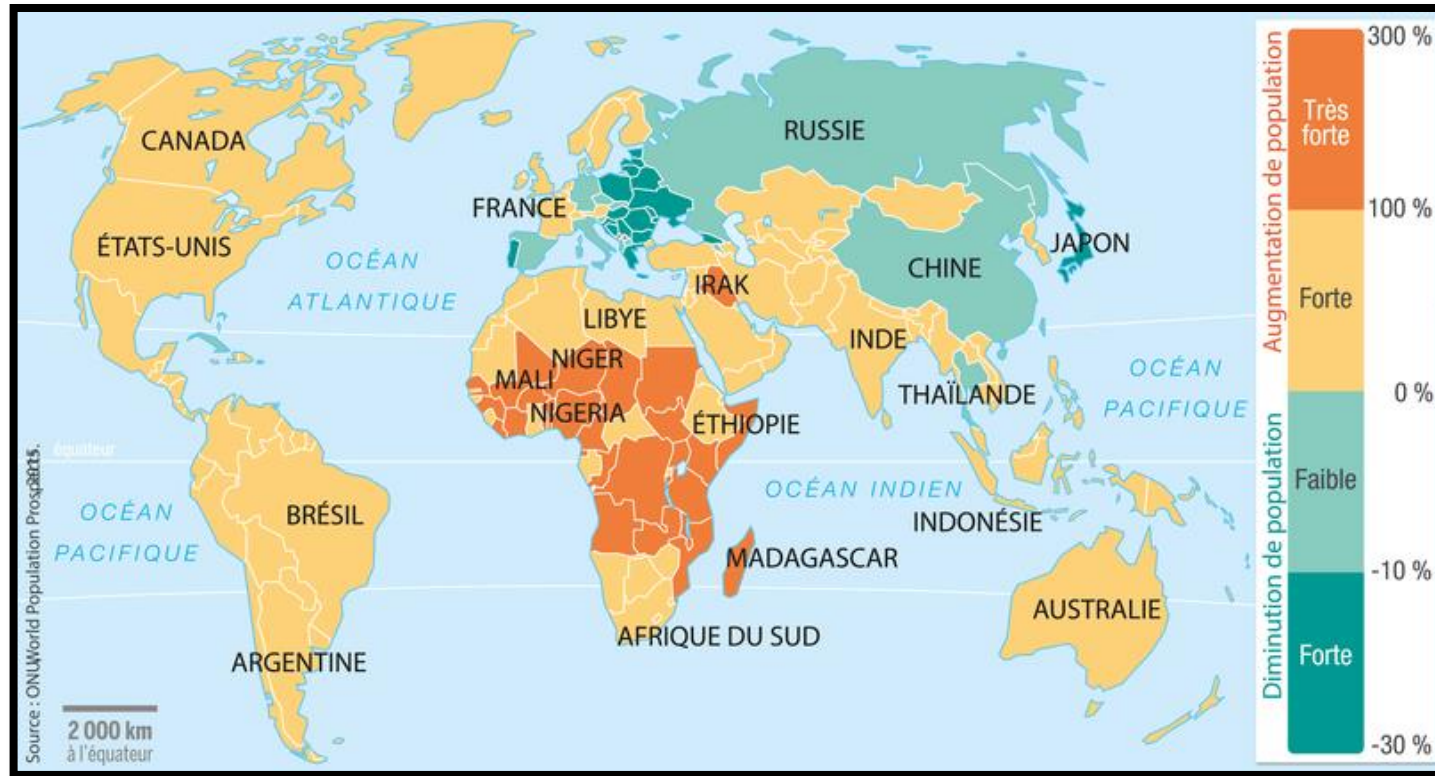 CANADA
RUSSIE
FRANCE
ÉTATS-UNIS
OCÉAN
ATLANTIQUE
JAPON
CHINE
IRAK
LIBYE
INDE
NIGER
MALI
NIGERIA
ÉTHIOPIE
THAÏLANDE
OCÉAN
PACIFIQUE
équateur
OCÉAN INDIEN
INDONÉSIE
BRÉSIL
OCÉAN
PACIFIQUE
MADAGASCAR
AUSTRALIE
AFRIQUE DU SUD
ARGENTINE
2 000 km
à l'équateur
Source : ONU, World Population Prospects, 2015.
Augmentation de population
Diminution de population
300 %
Très
forte
100 %
Forte
0 %
Faible
-10 %
Forte
-30 %